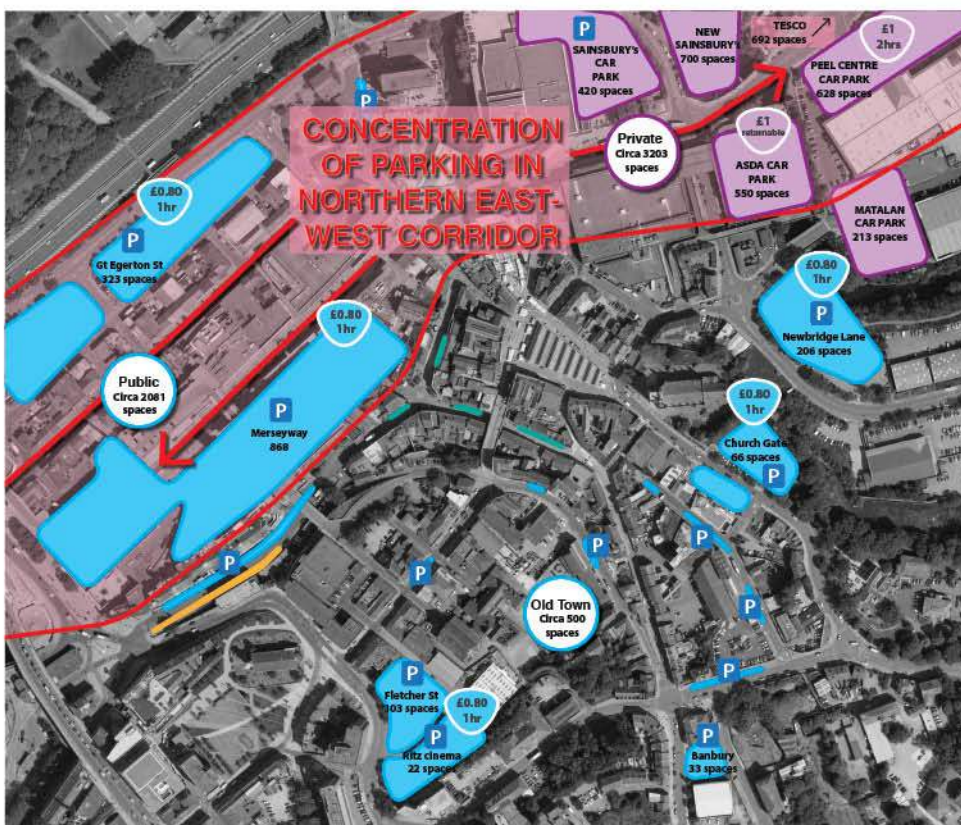 P
SAINSBURY'S
CAR
PARK
420 spaces
NEW
SAINSBURY's
700 spaces
TESCO
692 spaces
£1
2hrs
PEEL CENTRE
CAR PARK
628 spaces
P
CONCENTRATION
OF PARKING IN
NORTHERN EAST-
WEST CORRIDOR
Private
Circa 3203
spaces
£1
returnable
ASDA CAR
PARK
550 spaces
MATALAN
CAR PARK
213 spaces
£0.80
1hr
P
Gt Egerton St
323 spaces
£0.80
1hr
P
Newbridge Lane
206 spaces
£0.80
1hr
Public
Circa 2081
spaces
P
Merseyway
868
£0.80
1hr
Church Gate
66 spaces
P
P
P
P
P
Old Town
Circa 500
spaces
P
P
P
Fletcher St
103 spaces
£0.80
1hr
P
Ritz cinema
22 spaces
P
Banbury
33 spaces